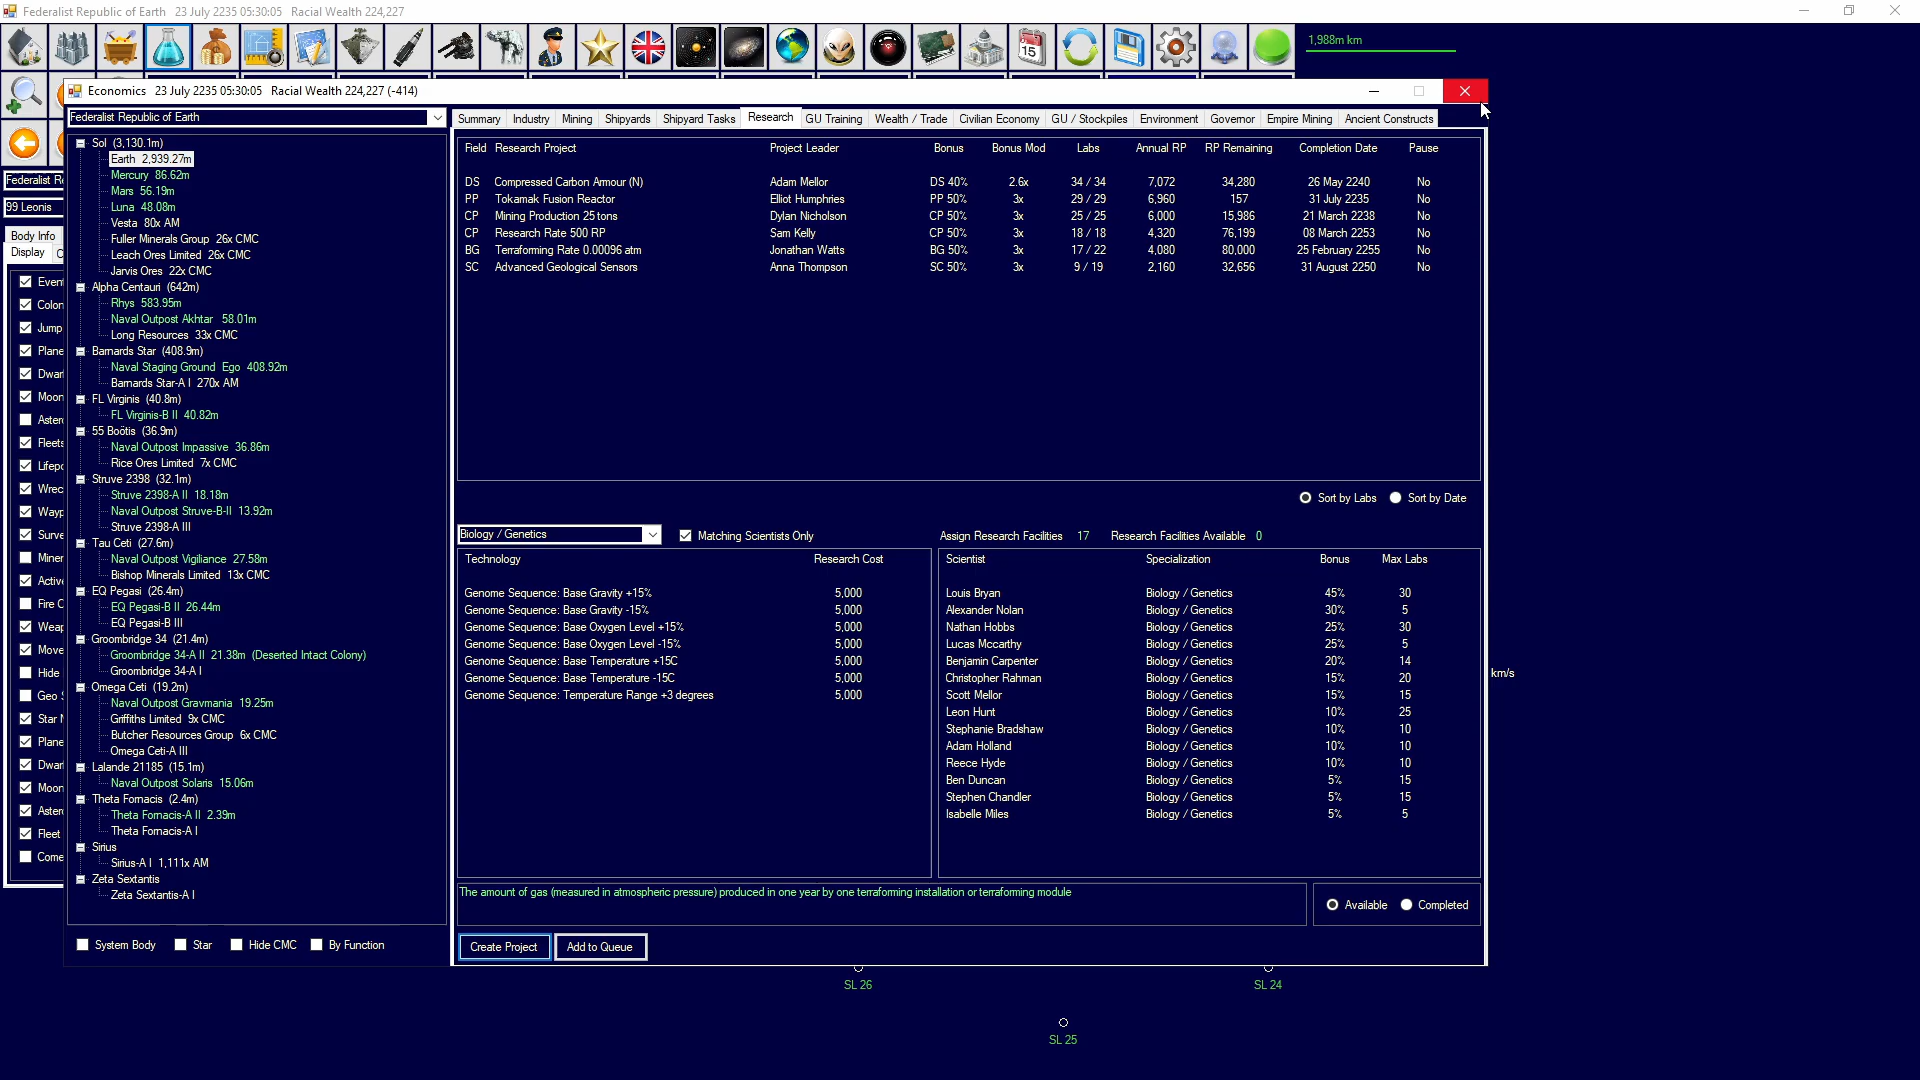 Federalist Republic of Earth 23 July 2235 05:30:05 Racial Wealth 224,227
15
1,988m km
Economics 23 July 2235 05:30:05 Racial Wealth 224,227 (-414)
Federalist Republic of Earth
Summary Industry Mining Shipyards Shipyard Tasks Research GU Training Wealth / Trade Civilian Economy GU / Stockpiles Environment Governor Empire Mining Ancient Constructs
Federalist R
99 Leonis
Body Info
Display
Even
Colon
Jump
Plane
Dwar
Moon
Aster
Fleets
Lifep
Wrec
Wayp
Surve
Miner
Activ
Fire C
Weap
Move
Hide
Geo S
Star N
Plane
Dwar
Moon
Aster
Fleet
Come
Sol (3,130.1m)
Earth 2,939.27m
Mercury 86.62m
Mars 56.19m
Luna 48.08m
Vesta 80x AM
Fuller Minerals Group 26x CMC
Leach Ores Limited 26x CMC
Jarvis Ores 22x CMC
Alpha Centauri (642m)
Rhys 583.95m
Naval Outpost Akhtar 58.01m
Long Resources 33x CMC
Barnards Star (408.9m)
Naval Staging Ground Ego 408.92m
Barnards Star-A I 270x AM
FL Virginis (40.8m)
FL Virginis-B II 40.82m
55 Boötis (36.9m)
Naval Outpost Impassive 36.86m
Rice Ores Limited 7x CMC
Struve 2398 (32.1m)
Struve 2398-A II 18.18m
Naval Outpost Struve-B-II 13.92m
Struve 2398-A III
Tau Ceti (27.6m)
Naval Outpost Vigiliance 27.58m
Bishop Minerals Limited 13x CMC
EQ Pegasi (26.4m)
EQ Pegasi-B II 26.44m
EQ Pegasi-B III
Groombridge 34 (21.4m)
Groombridge 34-A II 21.38m (Deserted Intact Colony)
Groombridge 34-A I
Omega Ceti (19.2m)
Naval Outpost Gravmania 19.25m
Griffiths Limited 9x CMC
Butcher Resources Group 6x CMC
Omega Ceti-A III
Lalande 21185 (15.1m)
Naval Outpost Solaris 15.06m
Theta Fornacis (2.4m)
Theta Fornacis-A II 2.39m
Theta Fornacis-A I
Sirius
Sirius-A I 1,111x AM
Zeta Sextantis
Zeta Sextantis-A I
System Body Star Hide CMC By Function
Field Research Project Project Leader Bonus Bonus Mod Labs Annual RP RP Remaining Completion Date Pause
DS Compressed Carbon Armour (N) Adam Mellor DS 40% 2.6x 34 / 34 7,072 34,280 26 May 2240 No
PP Tokamak Fusion Reactor Elliot Humphries PP 50% 3x 29 / 29 6,960 157 31 July 2235 No
CP Mining Production 25 tons Dylan Nicholson CP 50% 3x 25 / 25 6,000 15,986 21 March 2238 No
CP Research Rate 500 RP Sam Kelly CP 50% 3x 18 / 18 4,320 76,199 08 March 2253 No
BG Terraforming Rate 0.00096 atm Jonathan Watts BG 50% 3x 17 / 22 4,080 80,000 25 February 2255 No
SC Advanced Geological Sensors Anna Thompson SC 50% 3x 9 / 19 2,160 32,656 31 August 2250 No
Sort by Labs Sort by Date
Biology / Genetics Matching Scientists Only Assign Research Facilities 17 Research Facilities Available 0
Technology Research Cost
Genome Sequence: Base Gravity +15% 5,000
Genome Sequence: Base Gravity -15% 5,000
Genome Sequence: Base Oxygen Level +15% 5,000
Genome Sequence: Base Oxygen Level -15% 5,000
Genome Sequence: Base Temperature +15C 5,000
Genome Sequence: Base Temperature -15C 5,000
Genome Sequence: Temperature Range +3 degrees 5,000
Scientist Specialization Bonus Max Labs
Louis Bryan Biology / Genetics 45% 30
Alexander Nolan Biology / Genetics 30% 5
Nathan Hobbs Biology / Genetics 25% 30
Lucas Mccarthy Biology / Genetics 25% 5
Benjamin Carpenter Biology / Genetics 20% 14
Christopher Rahman Biology / Genetics 15% 20
Scott Mellor Biology / Genetics 15% 15
Leon Hunt Biology / Genetics 10% 25
Stephanie Bradshaw Biology / Genetics 10% 10
Adam Holland Biology / Genetics 10% 10
Reece Hyde Biology / Genetics 10% 10
Ben Duncan Biology / Genetics 5% 15
Stephen Chandler Biology / Genetics 5% 15
Isabelle Miles Biology / Genetics 5% 5
km/s
The amount of gas (measured in atmospheric pressure) produced in one year by one terraforming installation or terraforming module
Available Completed
Create Project Add to Queue
SL 26
SL 24
SL 25